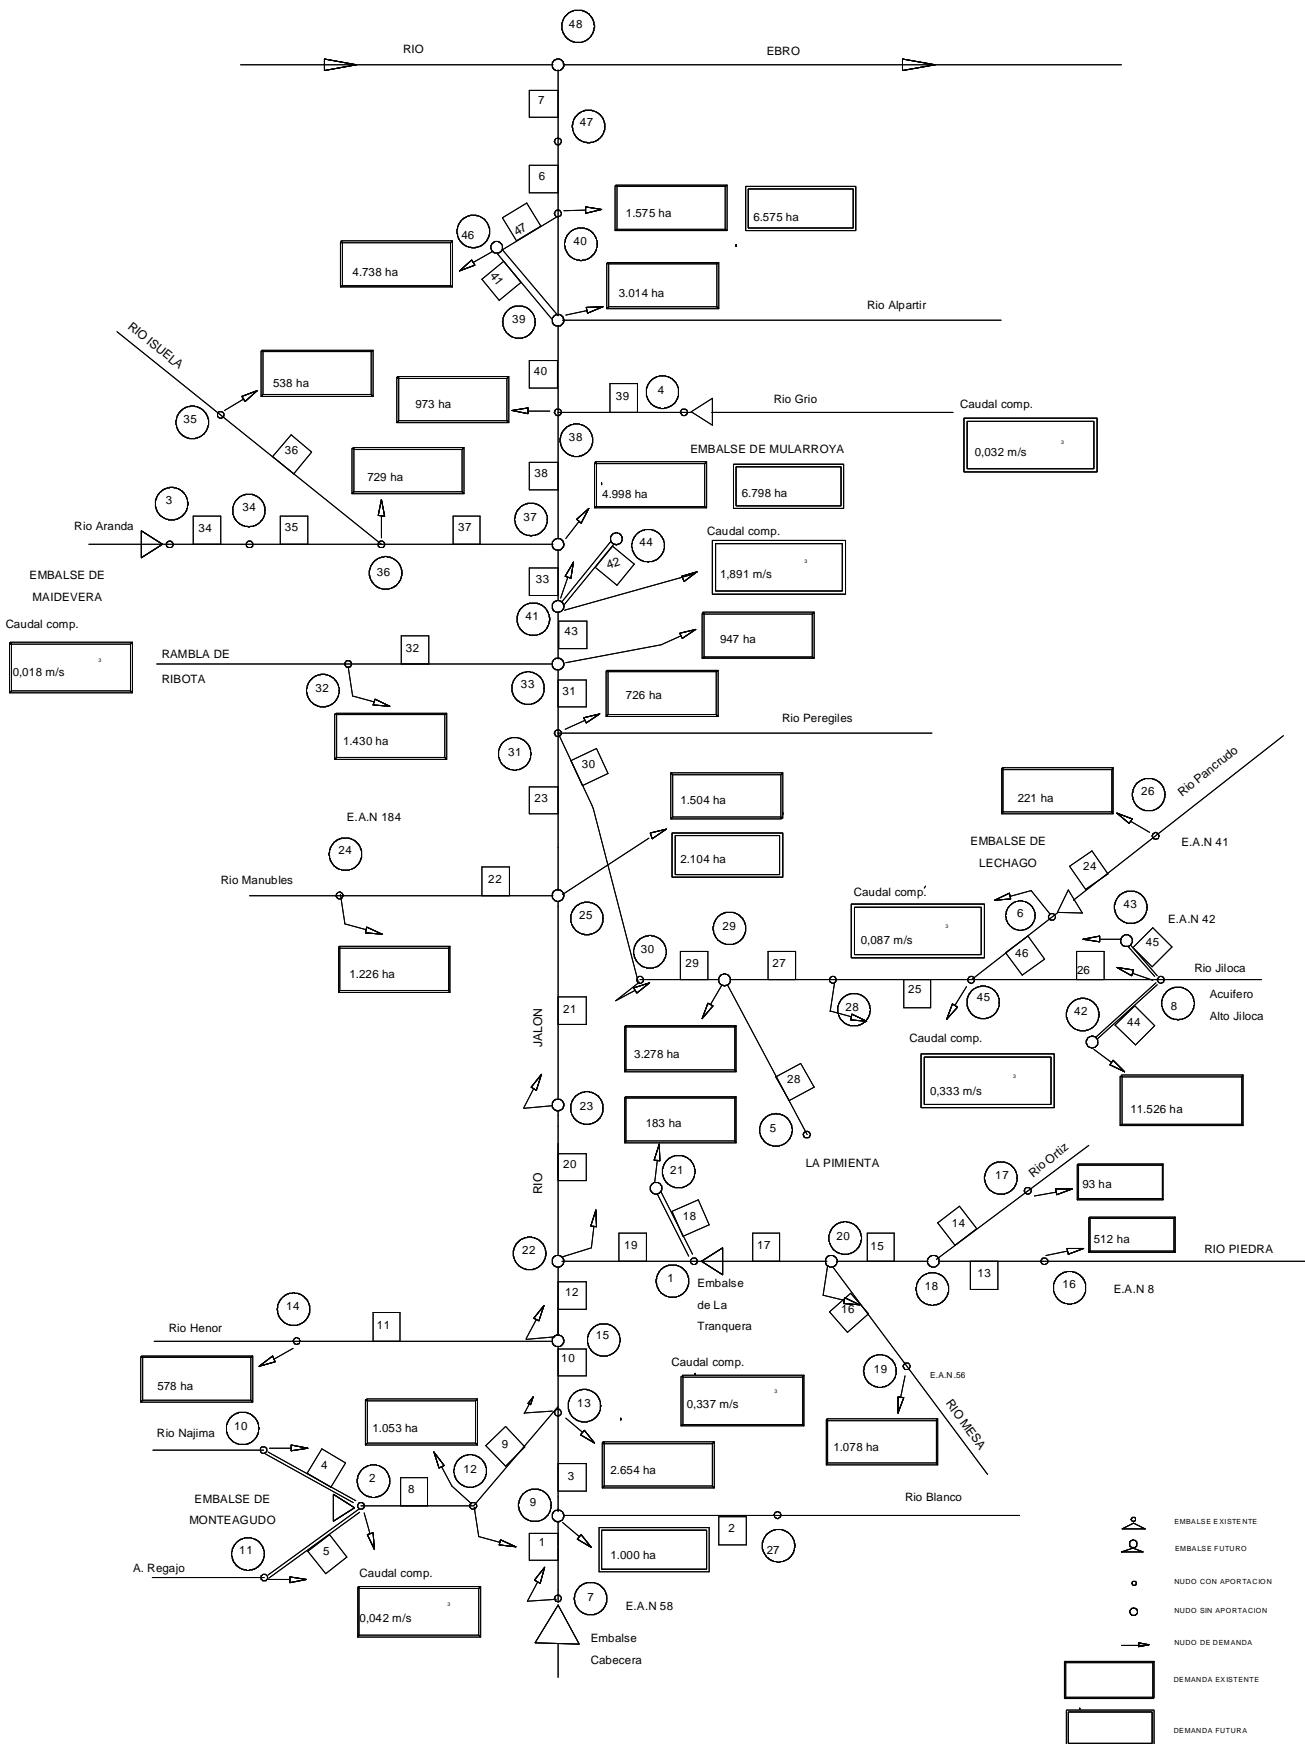 48
RIO
EBRO
7
47
6
1.575 ha
6.575 ha
47
46
40
4.738 ha
41
3.014 ha
39
Rio Alpartir
RIO ISUELA
538 ha
40
973 ha
39
4
Rio Grio
Caudal comp.
35
38
0,032 m/s
3
36
EMBALSE DE MULARROYA
729 ha
38
4.998 ha
6.798 ha
3
34
37
Rio Aranda
34
35
37
Caudal comp.
44
36
33
42
1,891 m/s
3
EMBALSE DE
MAIDEVERA
41
Caudal comp.
43
947 ha
32
RAMBLA DE
RIBOTA
0,018 m/s
3
32
33
31
726 ha
1.430 ha
Rio Peregiles
31
30
23
1.504 ha
Rio Pancrudo
221 ha
26
E.A.N 184
EMBALSE DE
LECHAGO
E.A.N 41
24
2.104 ha
24
Rio Manubles
22
Caudal comp.
6
43
E.A.N 42
25
29
0,087 m/s
3
45
1.226 ha
30
29
27
46
26
Rio Jiloca
25
45
8
Acuifero
Alto Jiloca
21
28
42
44
JALON
3.278 ha
Caudal comp.
28
0,333 m/s
3
11.526 ha
23
183 ha
5
LA PIMIENTA
RIO
20
21
17
Rio Ortiz
93 ha
18
14
512 ha
22
19
17
20
15
RIO PIEDRA
1
18
13
16
E.A.N 8
Embalse
de La
Tranquera
12
16
14
Rio Henor
11
15
10
Caudal comp.
19
E.A.N.56
578 ha
0,337 m/s
3
RIO MESA
13
1.053 ha
10
Rio Najima
1.078 ha
9
4
12
2.654 ha
2
8
3
EMBALSE DE
MONTEAGUDO
9
Rio Blanco
2
27
1
1.000 ha
11
5
A. Regajo
Caudal comp.
0,042 m/s
3
7
E.A.N 58
Embalse
Cabecera
EMBALSE EXISTENTE
EMBALSE FUTURO
NUDO CON APORTACION
NUDO SIN APORTACION
NUDO DE DEMANDA
DEMANDA EXISTENTE
DEMANDA FUTURA